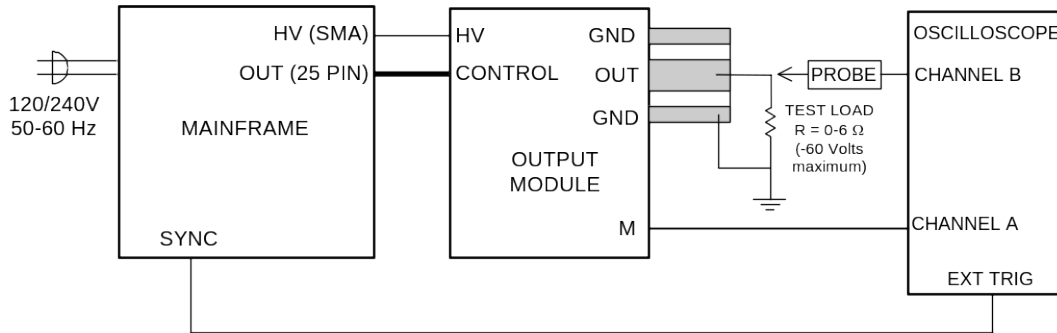 HV (SMA)
HV
GND
OSCILLOSCOPE
OUT (25 PIN)
CONTROL
OUT
PROBE
CHANNEL B
120/240V
50-60 Hz
MAINFRAME
GND
TEST LOAD
R = 0-6 Ω
(-60 Volts
maximum)
OUTPUT
MODULE
M
CHANNEL A
SYNC
EXT TRIG